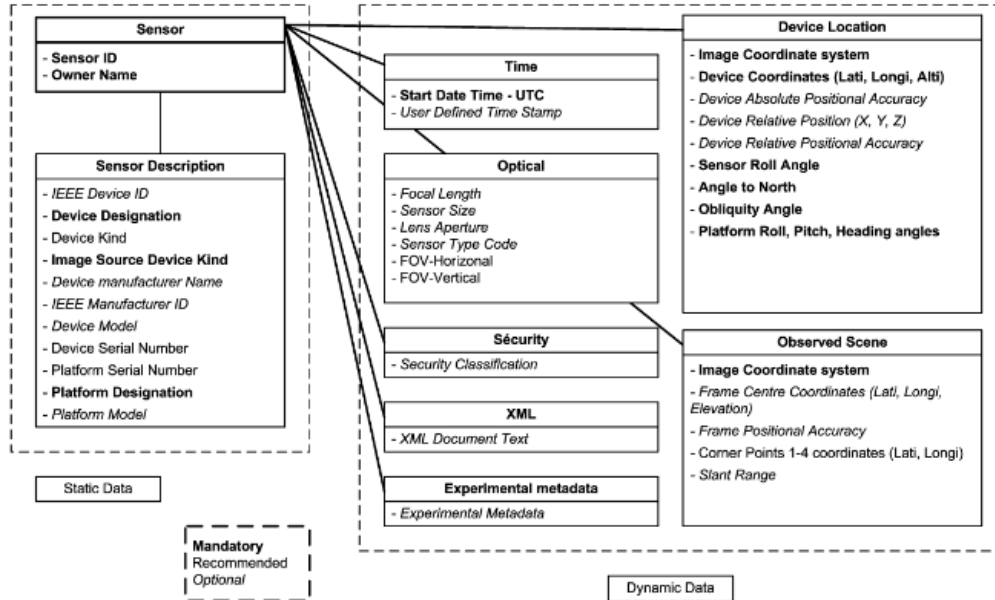 Sensor
- Sensor ID
- Owner Name
Sensor Description
- IEEE Device ID
- Device Designation
- Device Kind
- Image Source Device Kind
- Device manufacturer Name
- IEEE Manufacturer ID
- Device Model
- Device Serial Number
- Platform Serial Number
- Platform Designation
- Platform Model
Static Data
Mandatory
Recommended
Optional
Time
- Start Date Time - UTC
- User Defined Time Stamp
Optical
- Focal Length
- Sensor Size
- Lens Aperture
- Sensor Type Code
- FOV-Horizonal
- FOV-Vertical
Sécurity
- Security Classification
XML
- XML Document Text
Experimental metadata
- Experimental Metadata
Device Location
- Image Coordinate system
- Device Coordinates (Lati, Longi, Alti)
- Device Absolute Positional Accuracy
- Device Relative Position (X, Y, Z)
- Device Relative Positional Accuracy
- Sensor Roll Angle
- Angle to North
- Obliquity Angle
- Platform Roll, Pitch, Heading angles
Observed Scene
- Image Coordinate system
- Frame Centre Coordinates (Lati, Longi,
Elevation)
- Frame Positional Accuracy
- Corner Points 1-4 coordinates (Lati, Longi)
- Slant Range
Dynamic Data